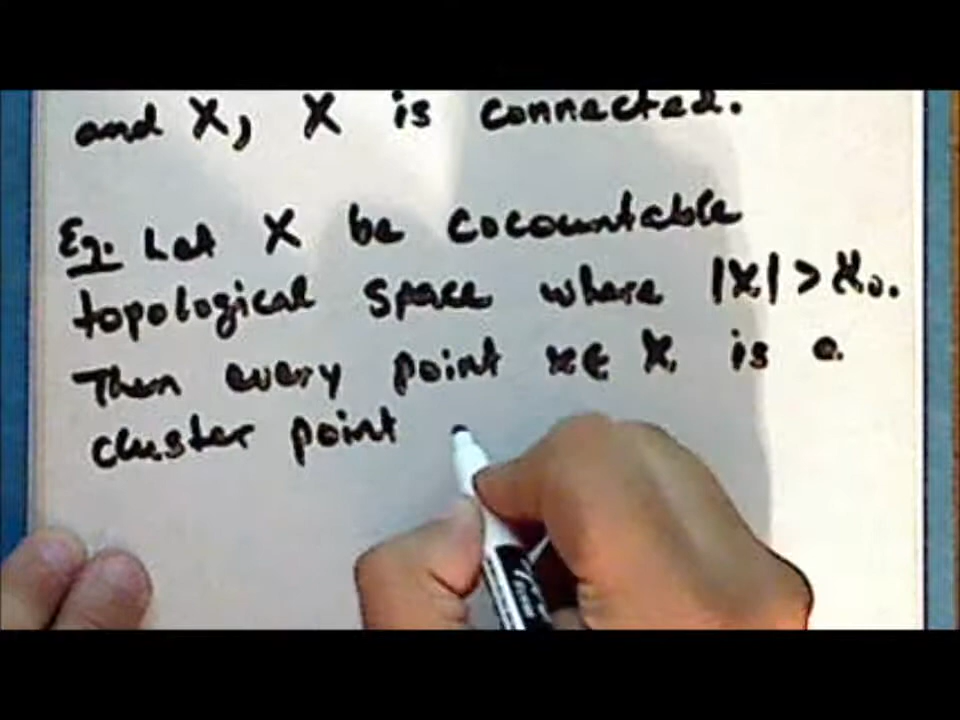 and X, X is connected.
Eg. Let X be cocountable
topological space where |X| > ℵ₀.
Then every point x ∈ X is a
cluster point